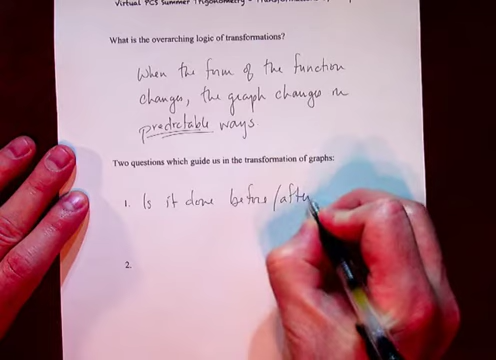 Virtual PCS Summer Trigonometry -
What is the overarching logic of transformations?
When the form of the function
changes, the graph changes in
predictable ways
Two questions which guide us in the transformation of graphs:
1. Is it done before/afte
2.